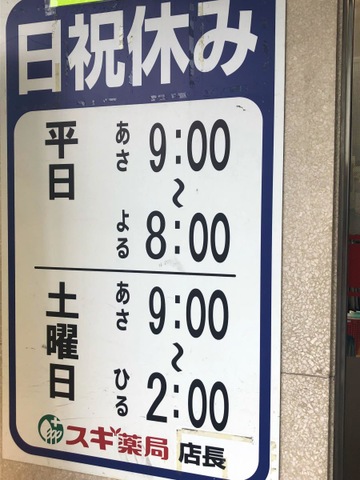 日祝休み
平日
あさ 9:00
~
よる 8:00
土曜日
あさ 9:00
~
ひる 2:00
スギ薬局 店長